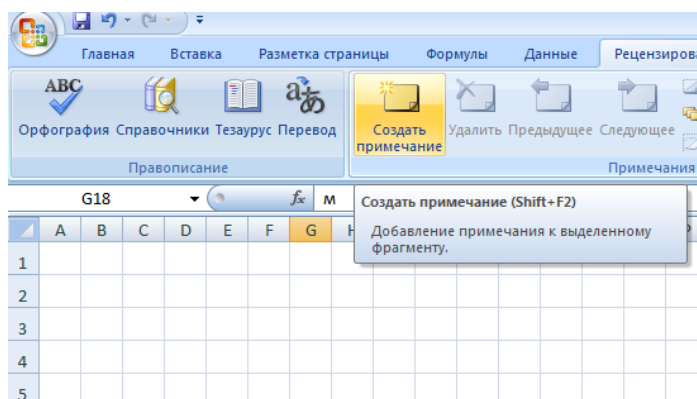 Главная Вставка Разметка страницы Формулы Данные Рецензирова
ABC
あ
Орфография Справочники Тезаурус Перевод
Создать примечание
Удалить Предыдущее Следующее
Правописание
Примечания
G18 fx м
Создать примечание (Shift+F2)
Добавление примечания к выделенному
фрагменту.
A B C D E F G H
1
2
3
4
5